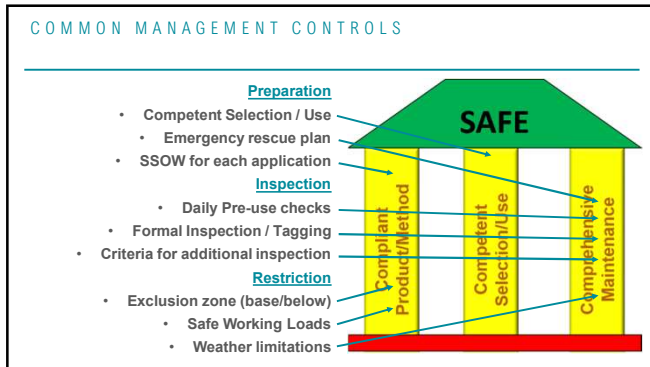 COMMON MANAGEMENT CONTROLS
Preparation
• Competent Selection / Use
• Emergency rescue plan
• SSOW for each application
Inspection
• Daily Pre-use checks
• Formal Inspection / Tagging
• Criteria for additional inspection
Restriction
• Exclusion zone (base/below)
• Safe Working Loads
• Weather limitations
SAFE
Compliant
Product/Method
Competent
Selection/Use
Comprehensive
Maintenance